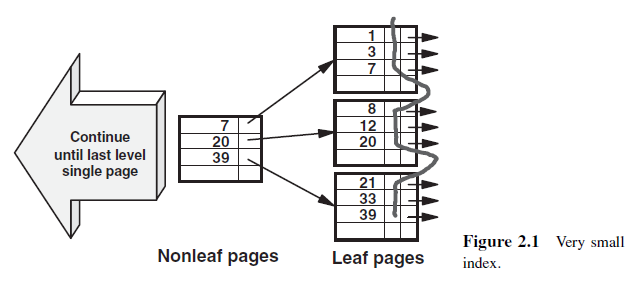 Continue
until last level
single page
7
20
39
1
3
7
8
12
20
21
33
39
Nonleaf pages
Leaf pages
Figure 2.1 Very small
index.